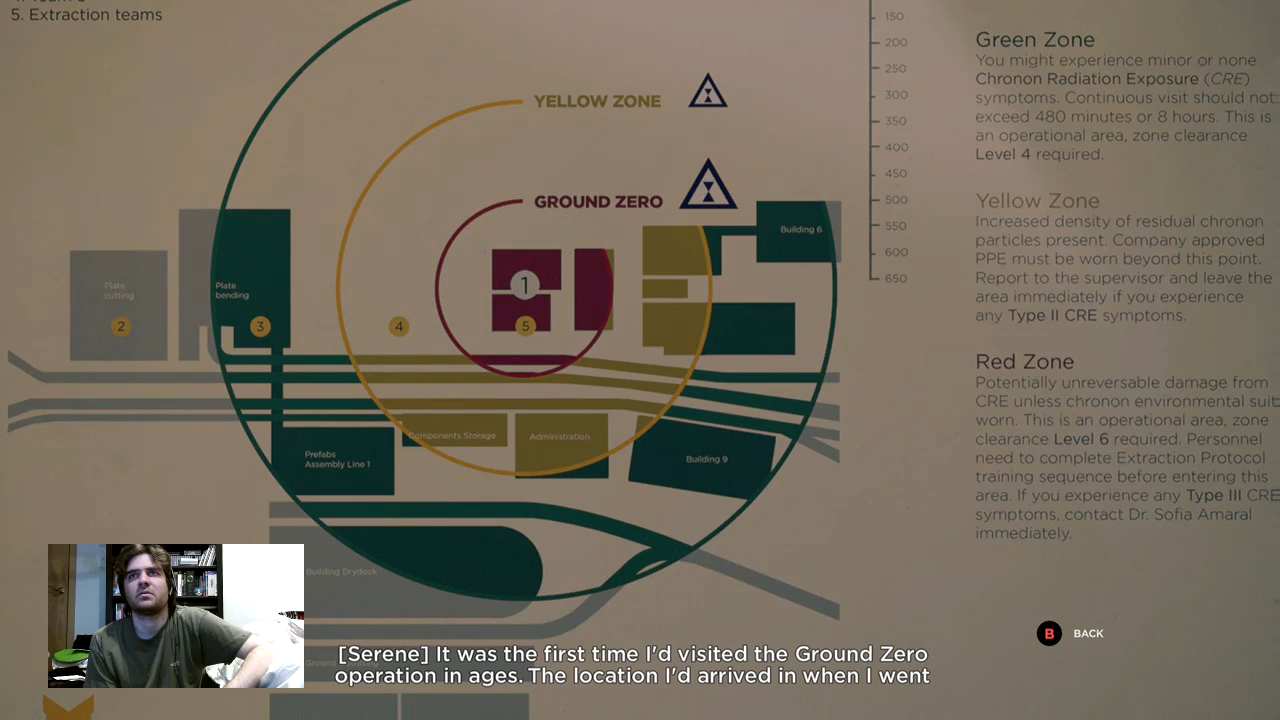 5. Extraction teams
YELLOW ZONE
GROUND ZERO
150
200
250
300
350
400
450
500
550
600
650
Building 6
Plate
cutting
Plate
bending
1
2
3
4
5
Components Storage
Administration
Prefabs
Assembly Line 1
Building 9
Building Drydock
Green Zone
You might experience minor or none
Chronon Radiation Exposure (CRE)
symptoms. Continuous visit should not
exceed 480 minutes or 8 hours. This is
an operational area, zone clearance
Level 4 required.
Yellow Zone
Increased density of residual chronon
particles present. Company approved
PPE must be worn beyond this point.
Report to the supervisor and leave the
area immediately if you experience
any Type II CRE symptoms.
Red Zone
Potentially unreversable damage from
CRE unless chronon environmental suit
worn. This is an operational area, zone
clearance Level 6 required. Personnel
need to complete Extraction Protocol
training sequence before entering this
area. If you experience any Type III CRE
symptoms, contact Dr. Sofia Amaral
immediately.
B BACK
[Serene] It was the first time I'd visited the Ground Zero
operation in ages. The location I'd arrived in when I went